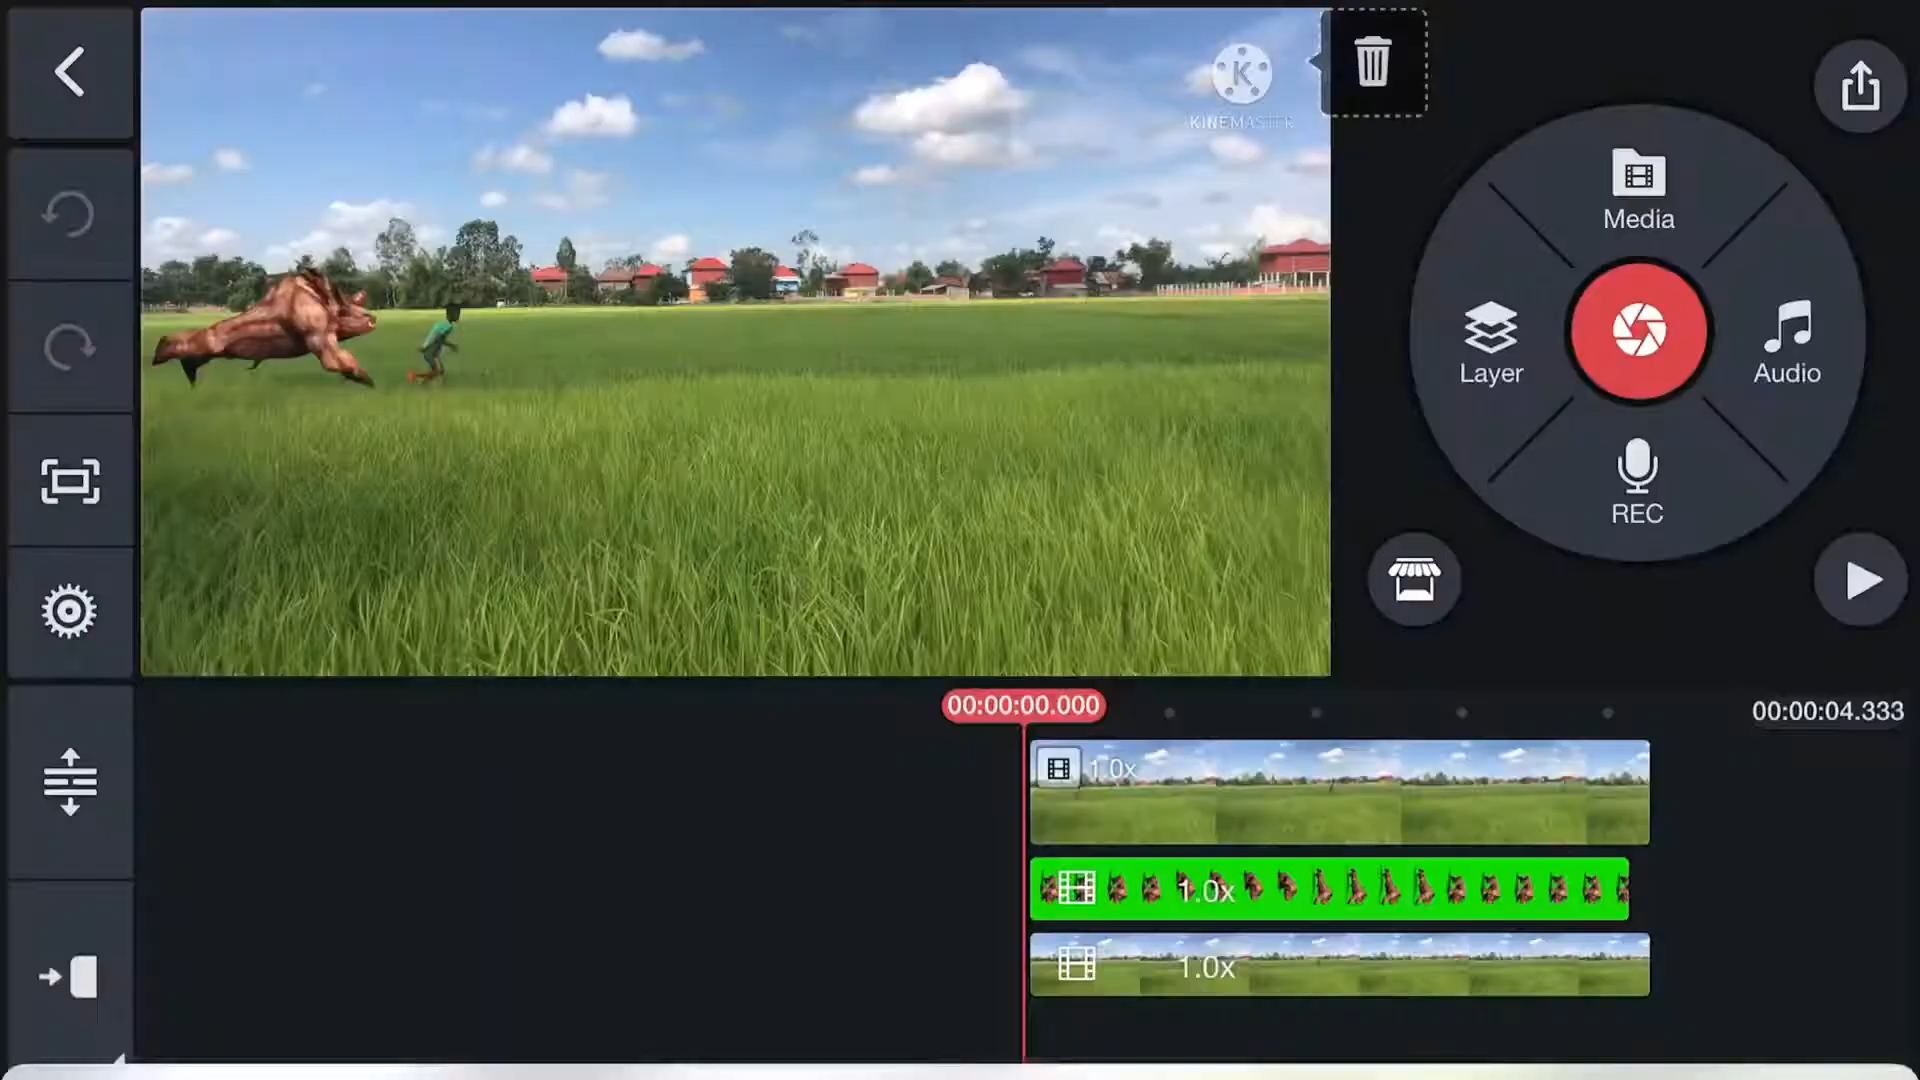 K
KINEMASTER
Media
Layer
Audio
REC
00:00:00.000
00:00:04.333
1.0x
1.0x
1.0x